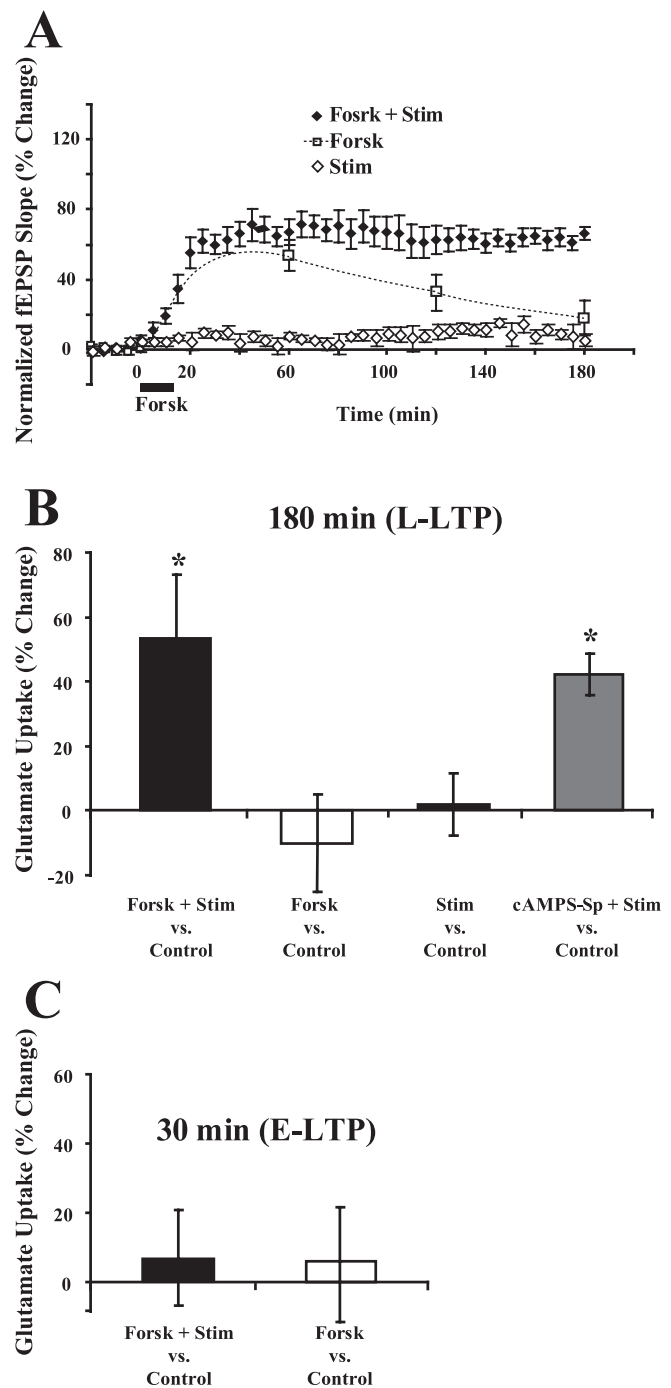 A
Normalized fEPSP Slope (% Change)
120
80
40
0
Fosrk + Stim
Forsk
Stim
0 20 60 100 140 180
Forsk
Time (min)
B
180 min (L-LTP)
Glutamate Uptake (% Change)
80
60
40
20
0
-20
*
*
Forsk + Stim
vs.
Control
Forsk
vs.
Control
Stim
vs.
Control
cAMPS-Sp + Stim
vs.
Control
C
30 min (E-LTP)
Glutamate Uptake (% Change)
60
40
20
0
Forsk + Stim
vs.
Control
Forsk
vs.
Control